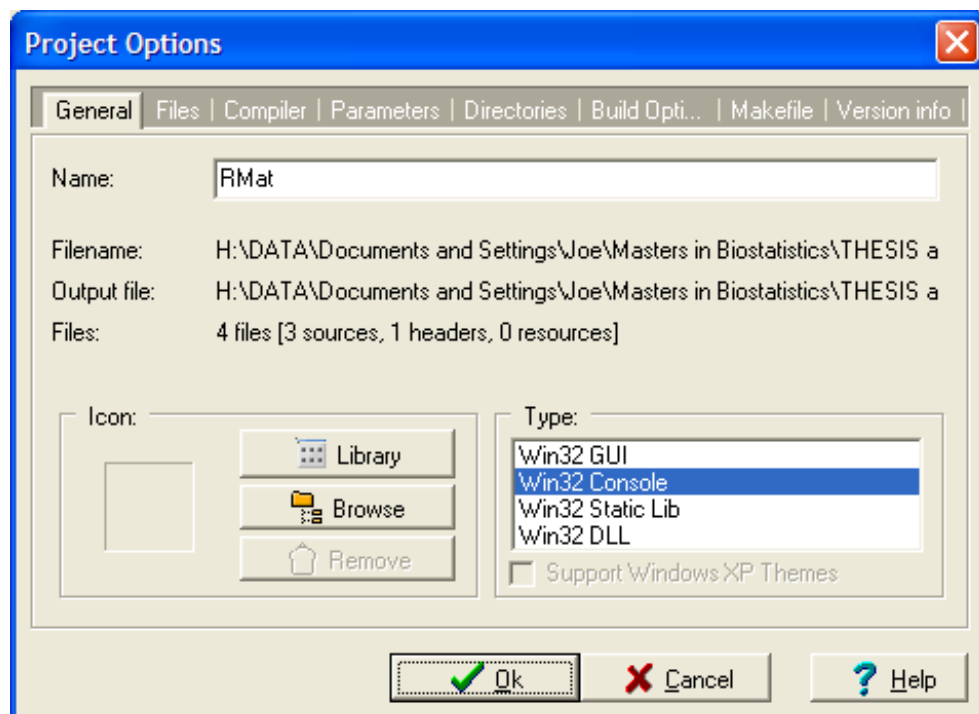 Project Options
General | Files | Compiler | Parameters | Directories | Build Opti... | Makefile | Version info |
Name: RMat
Filename: H:\DATA\Documents and Settings\Joe\Masters in Biostatistics\THESIS a
Output file: H:\DATA\Documents and Settings\Joe\Masters in Biostatistics\THESIS a
Files: 4 files [3 sources, 1 headers, 0 resources]
Icon:
Library
Browse
Remove
Type:
Win32 GUI
Win32 Console
Win32 Static Lib
Win32 DLL
Support Windows XP Themes
Ok Cancel Help